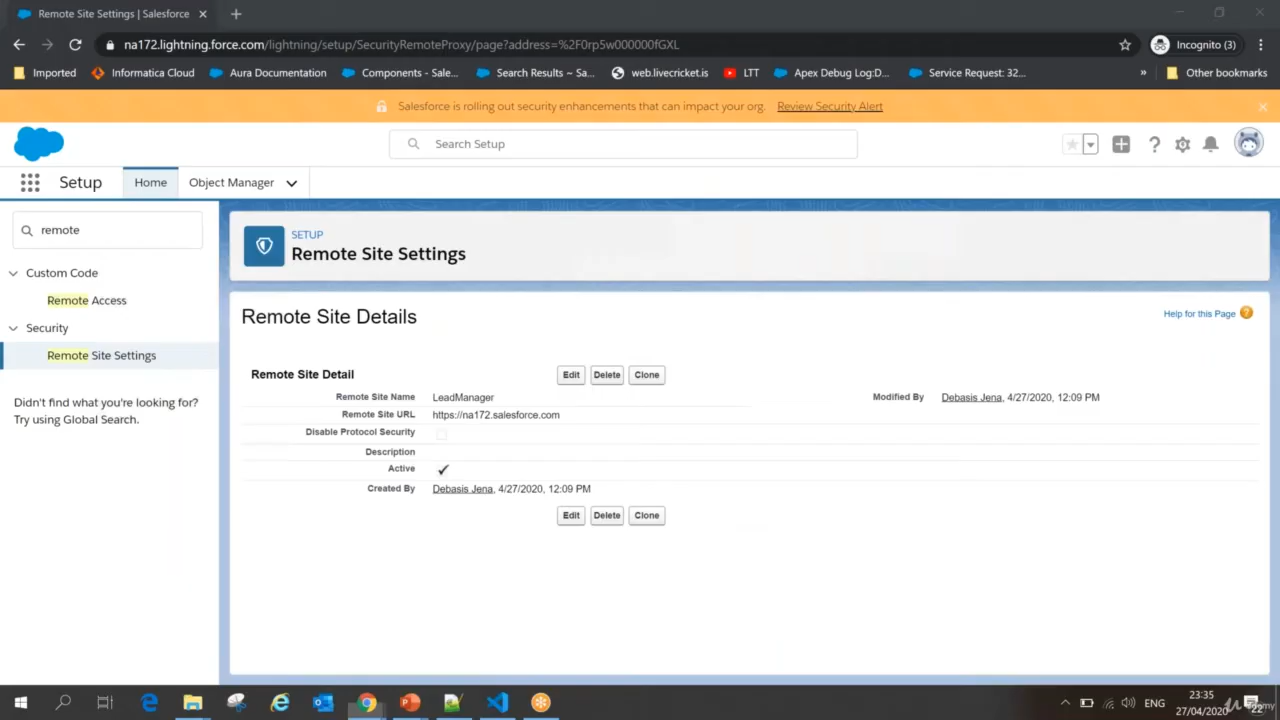 Remote Site Settings | Salesforce
na172.lightning.force.com/lightning/setup/SecurityRemoteProxy/page?address=%2F0rp5w000000fGXL
Incognito (3)
Imported
Informatica Cloud
Aura Documentation
Components - Sale...
Search Results ~ Sa...
web.livecricket.is
LTT
Apex Debug Log:D...
Service Request: 32...
»
Other bookmarks
Salesforce is rolling out security enhancements that can impact your org. Review Security Alert
Search Setup
Setup
Home
Object Manager
remote
Custom Code
Remote Access
Security
Remote Site Settings
Didn't find what you're looking for?
Try using Global Search.
SETUP
Remote Site Settings
Remote Site Details
Help for this Page
Remote Site Detail
Edit Delete Clone
Remote Site Name LeadManager
Modified By Debasis Jena, 4/27/2020, 12:09 PM
Remote Site URL https://na172.salesforce.com
Disable Protocol Security
Description
Active
Created By Debasis Jena, 4/27/2020, 12:09 PM
Edit Delete Clone
ENG
23:35
27/04/2020
22